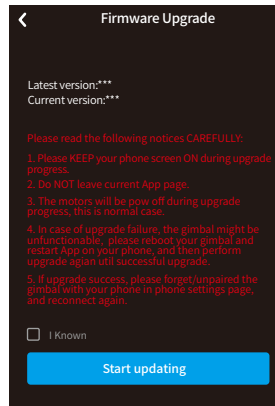 Firmware Upgrade
Latest version:***
Current version:***
Please read the following notices CAREFULLY:
1. Please KEEP your phone screen ON during upgrade
progress.
2. Do NOT leave current App page.
3. The motors will be pow off during upgrade
progress, this is normal case.
4. In case of upgrade failure, the gimbal might be
unfunctionable, please reboot your gimbal and
restart App on your phone, and then perform
upgrade agian util successful upgrade.
5. If upgrade success, please forget/unpaired the
gimbal with your phone in phone settings page,
and reconnect again.
I Known
Start updating